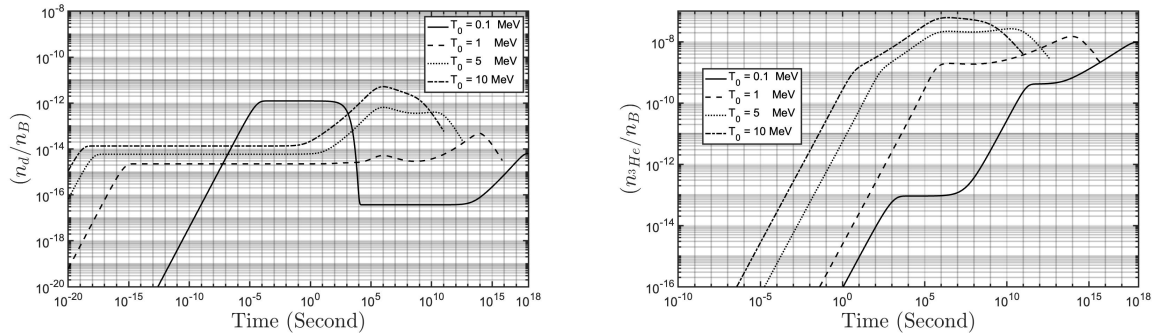 10^-8
10^-10
10^-12
10^-14
10^-16
10^-18
10^-20
(n_d/n_B)
T_0 = 0.1 MeV
T_0 = 1 MeV
T_0 = 5 MeV
T_0 = 10 MeV
10^-20 10^-15 10^-10 10^-5 10^0 10^5 10^10 10^15 10^18
Time (Second)
10^-8
10^-10
10^-12
10^-14
10^-16
(n_3He/n_B)
T_0 = 0.1 MeV
T_0 = 1 MeV
T_0 = 5 MeV
T_0 = 10 MeV
10^-10 10^-5 10^0 10^5 10^10 10^15 10^18
Time (Second)